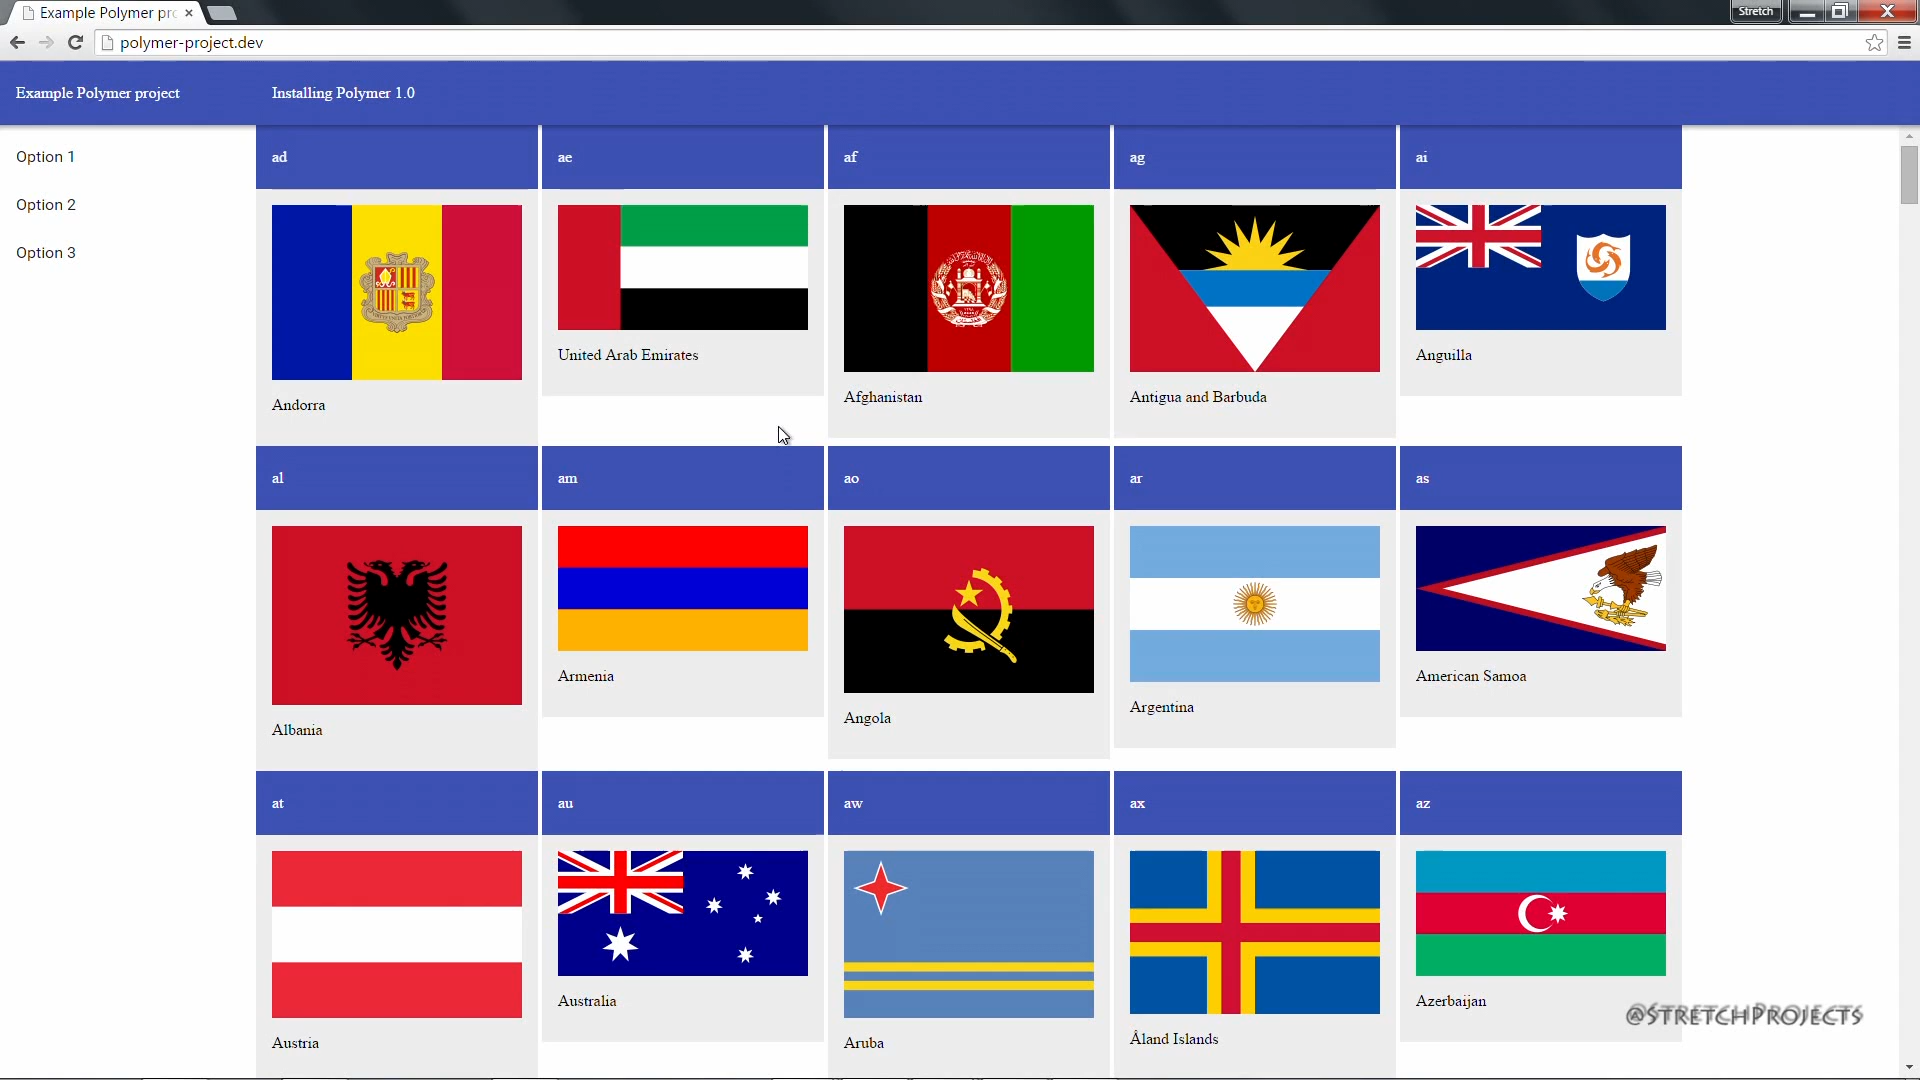 Example Polymer pro
Stretch
polymer-project.dev
Example Polymer project
Installing Polymer 1.0
Option 1
Option 2
Option 3
ad
ae
af
ag
ai
Andorra
United Arab Emirates
Afghanistan
Antigua and Barbuda
Anguilla
al
am
ao
ar
as
Albania
Armenia
Angola
Argentina
American Samoa
at
au
aw
ax
az
Austria
Australia
Aruba
Åland Islands
Azerbaijan
@StretchProjects